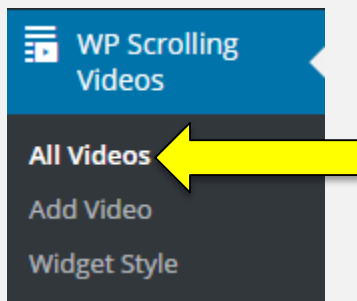 WP Scrolling
Videos
All Videos
Add Video
Widget Style